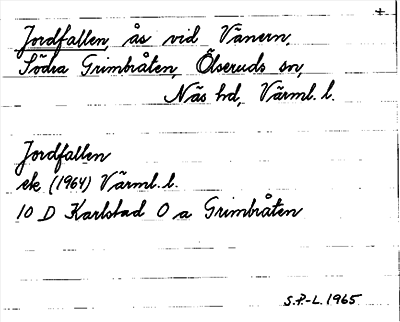 +
Jordfallen, ås vid Vänern,
Södra Grimbråten, Ölseruds sn,
Näs hd, Värml. l.
Jordfallen
ek (1964) Värml. l.
10 D Karlstad 0 a Grimbråten
S.P.-L. 1965